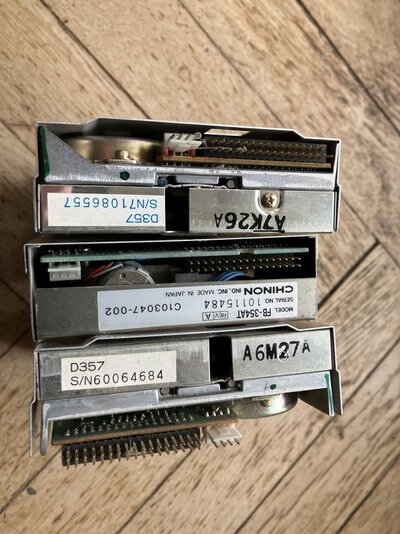 D357
S/N71086557
A7K26A
CHINON IND., INC. MADE IN JAPAN
MODEL FB-354AT REV. A
SERIAL NO. 10115484
C103047-002
D357
S/N60064684
A6M27A